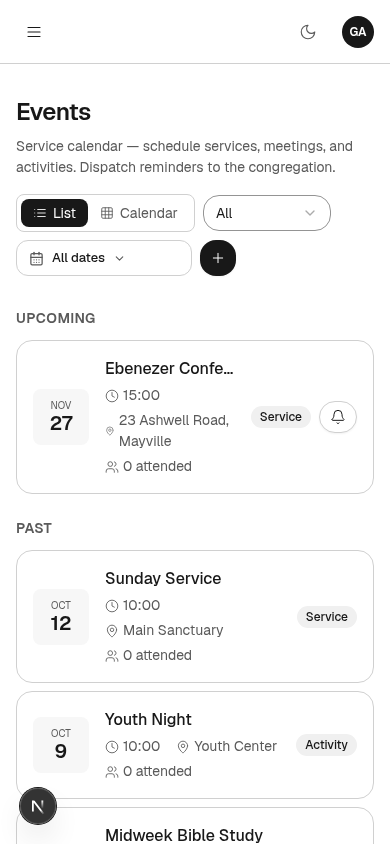 GA
Events
Service calendar — schedule services, meetings, and
activities. Dispatch reminders to the congregation.
List
Calendar
All
All dates
UPCOMING
NOV
27
Ebenezer Confe...
15:00
23 Ashwell Road,
Mayville
0 attended
Service
PAST
OCT
12
Sunday Service
10:00
Main Sanctuary
0 attended
Service
OCT
9
Youth Night
10:00
Youth Center
0 attended
Activity
N
Midweek Bible Study